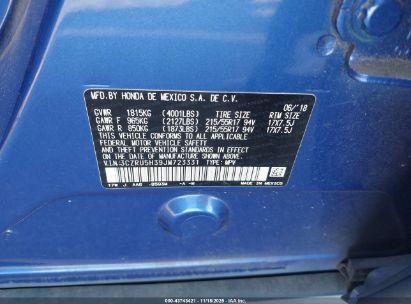 MFD.BY HONDA DE MEXICO S.A. DE C.V.
06/'18
GVWR 1815KG (4001LBS) TIRE SIZE RIM SIZE
GAWR F 965KG (2127LBS) 215/55R17 94V 17X7.5J
GAWR R 850KG (1873LBS) 215/55R17 94V 17X7.5J
THIS VEHICLE CONFORMS TO ALL APPLICABLE
FEDERAL MOTOR VEHICLE SAFETY AND
THEFT PREVENTION STANDARDS IN EFFECT ON
THE DATE OF MANUFACTURE SHOWN ABOVE.
V.I.N.3CZRU5H39JM723331 TYPE: MPV
MADE IN MEXICO